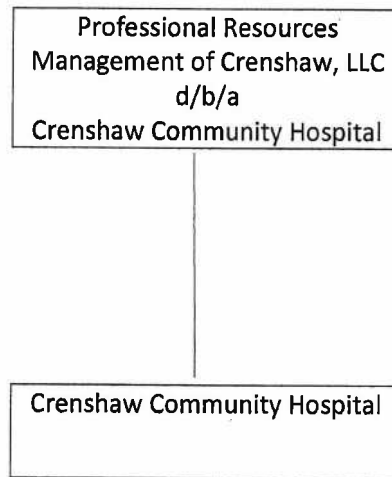 Professional Resources
Management of Crenshaw, LLC
d/b/a
Crenshaw Community Hospital
Crenshaw Community Hospital